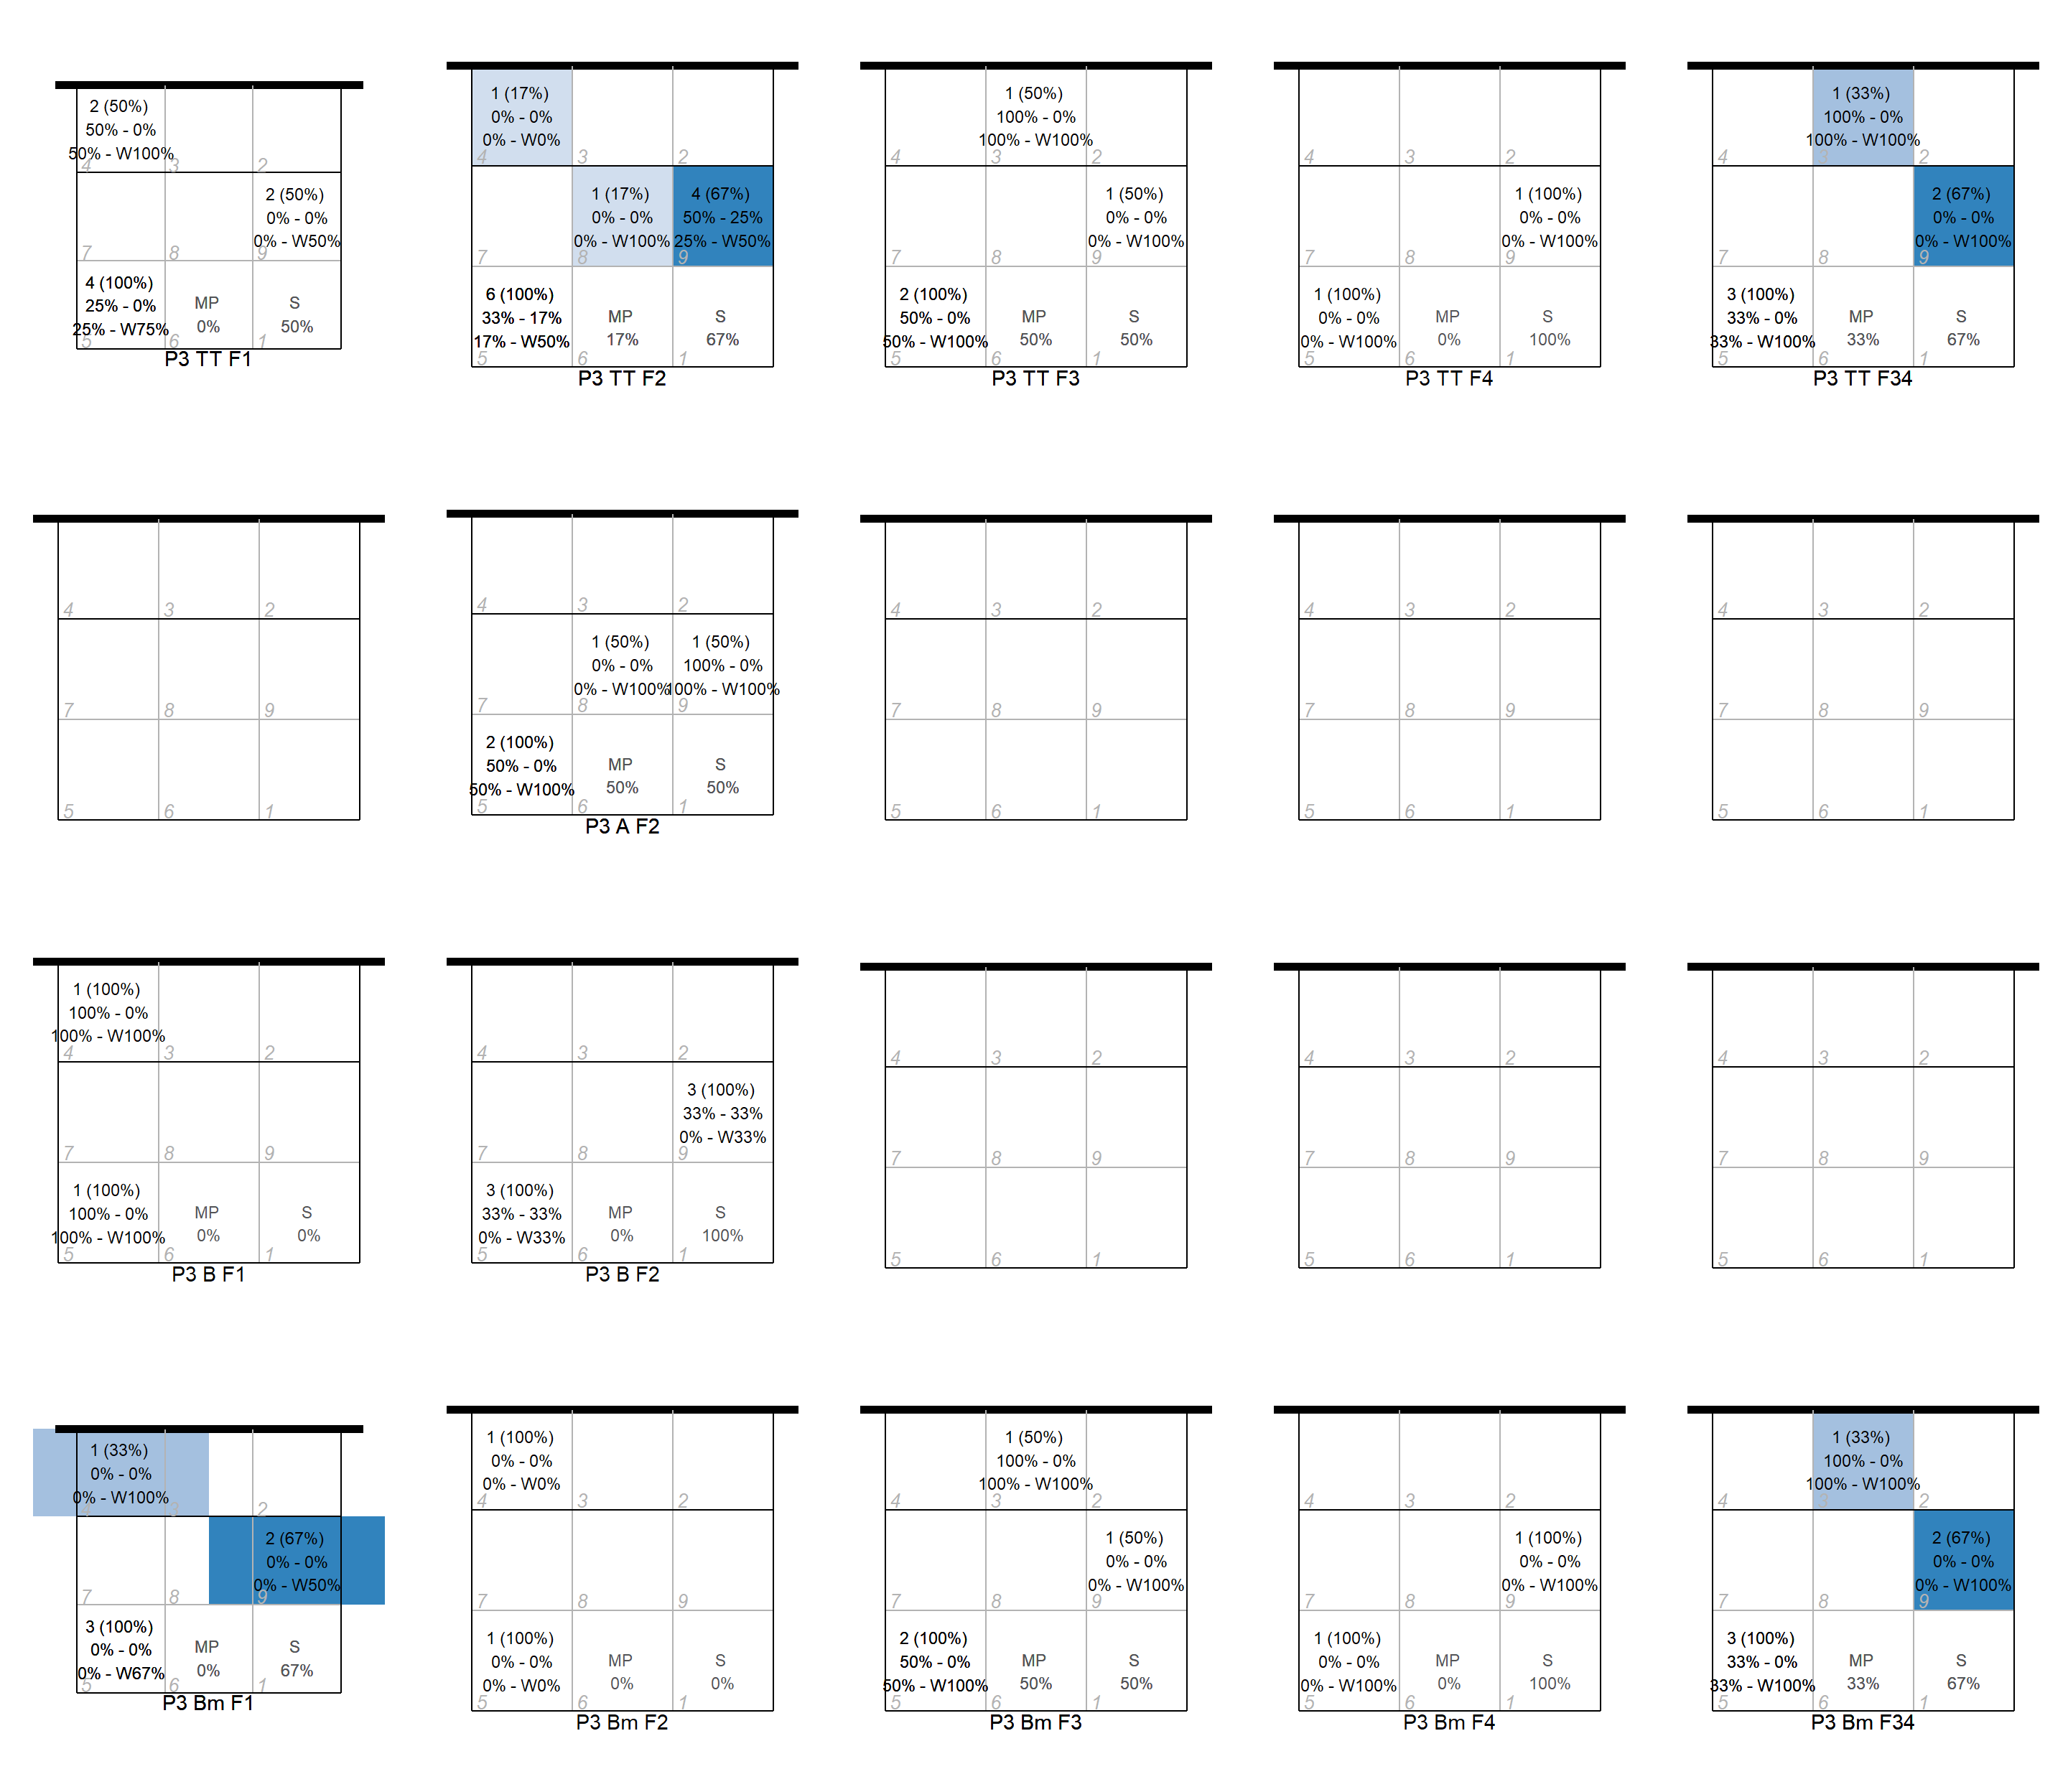 2 (50%)
50% - 0%
50% - W100%
4 3 2
2 (50%)
0% - 0%
0% - W50%
7 8 9
4 (100%)
25% - 0%
25% - W75%
MP
0%
S
50%
5 6 1
P3 TT F1
1 (17%)
0% - 0%
0% - W0%
4 3 2
1 (17%)
0% - 0%
0% - W100%
4 (67%)
50% - 25%
25% - W50%
7 8 9
6 (100%)
33% - 17%
17% - W50%
MP
17%
S
67%
5 6 1
P3 TT F2
1 (50%)
100% - 0%
100% - W100%
4 3 2
1 (50%)
0% - 0%
0% - W100%
7 8 9
2 (100%)
50% - 0%
50% - W100%
MP
50%
S
50%
5 6 1
P3 TT F3
4 3 2
1 (100%)
0% - 0%
0% - W100%
7 8 9
1 (100%)
0% - 0%
0% - W100%
MP
0%
S
100%
5 6 1
P3 TT F4
1 (33%)
100% - 0%
100% - W100%
4 3 2
2 (67%)
0% - 0%
0% - W100%
7 8 9
3 (100%)
33% - 0%
33% - W100%
MP
33%
S
67%
5 6 1
P3 TT F34
4 3 2
7 8 9
5 6 1
4 3 2
1 (50%)
0% - 0%
0% - W100%
1 (50%)
100% - 0%
100% - W100%
7 8 9
2 (100%)
50% - 0%
50% - W100%
MP
50%
S
50%
5 6 1
P3 A F2
4 3 2
7 8 9
5 6 1
4 3 2
7 8 9
5 6 1
4 3 2
7 8 9
5 6 1
1 (100%)
100% - 0%
100% - W100%
4 3 2
7 8 9
1 (100%)
100% - 0%
100% - W100%
MP
0%
S
0%
5 6 1
P3 B F1
4 3 2
3 (100%)
33% - 33%
0% - W33%
7 8 9
3 (100%)
33% - 33%
0% - W33%
MP
0%
S
100%
5 6 1
P3 B F2
4 3 2
7 8 9
5 6 1
4 3 2
7 8 9
5 6 1
4 3 2
7 8 9
5 6 1
1 (33%)
0% - 0%
0% - W100%
4 3 2
2 (67%)
0% - 0%
0% - W50%
7 8 9
3 (100%)
0% - 0%
0% - W67%
MP
0%
S
67%
5 6 1
P3 Bm F1
1 (100%)
0% - 0%
0% - W0%
4 3 2
7 8 9
1 (100%)
0% - 0%
0% - W0%
MP
0%
S
0%
5 6 1
P3 Bm F2
1 (50%)
100% - 0%
100% - W100%
4 3 2
1 (50%)
0% - 0%
0% - W100%
7 8 9
2 (100%)
50% - 0%
50% - W100%
MP
50%
S
50%
5 6 1
P3 Bm F3
4 3 2
1 (100%)
0% - 0%
0% - W100%
7 8 9
1 (100%)
0% - 0%
0% - W100%
MP
0%
S
100%
5 6 1
P3 Bm F4
1 (33%)
100% - 0%
100% - W100%
4 3 2
2 (67%)
0% - 0%
0% - W100%
7 8 9
3 (100%)
33% - 0%
33% - W100%
MP
33%
S
67%
5 6 1
P3 Bm F34